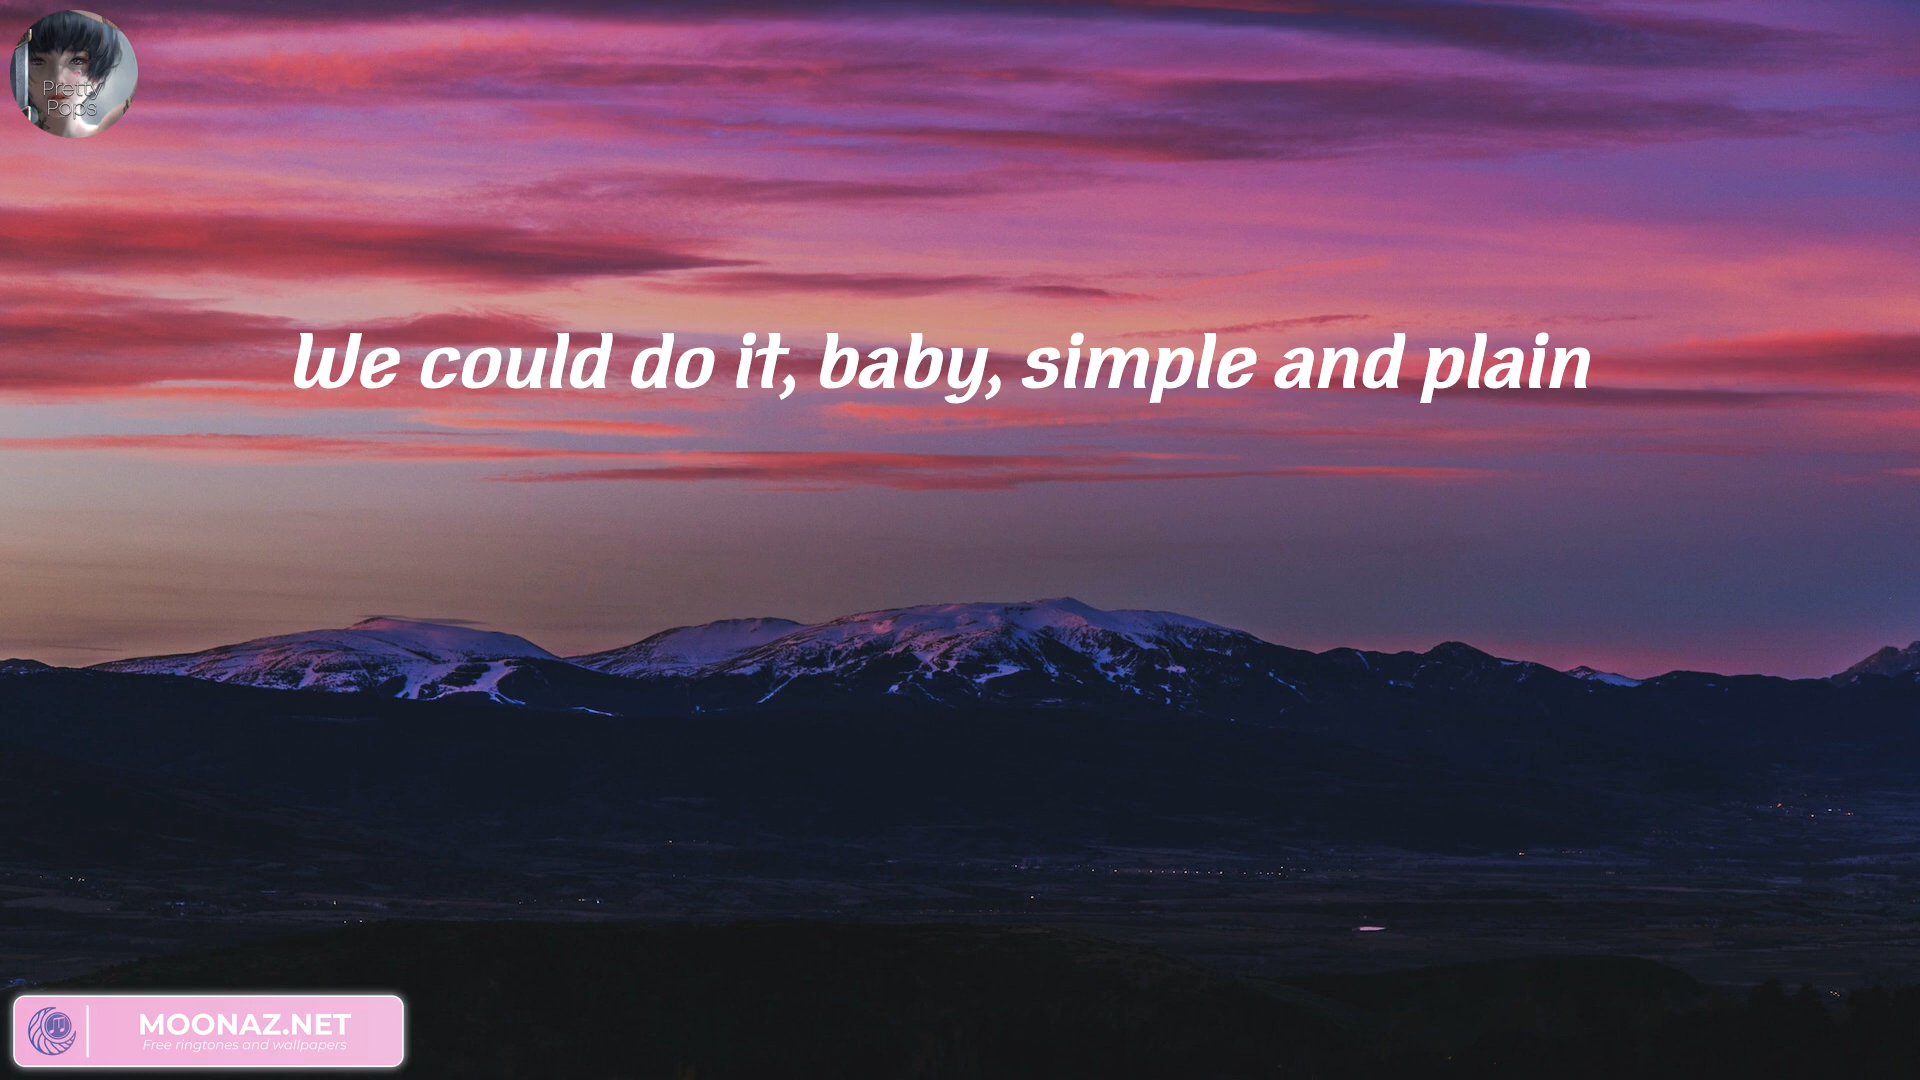 Pretty
Pops
We could do it, baby, simple and plain
MOONAZ.NET
Free ringtones and wallpapers